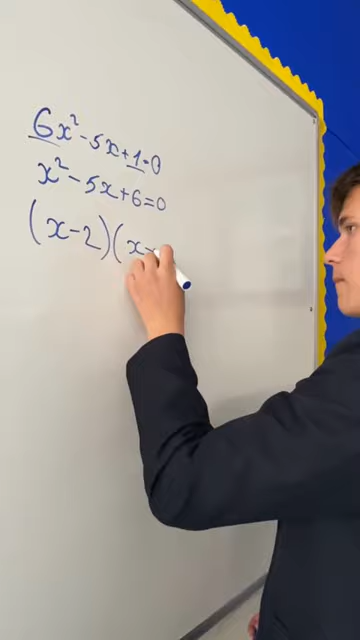 6x² - 5x + 1 = 0
x² - 5x + 6 = 0
(x - 2)(x -